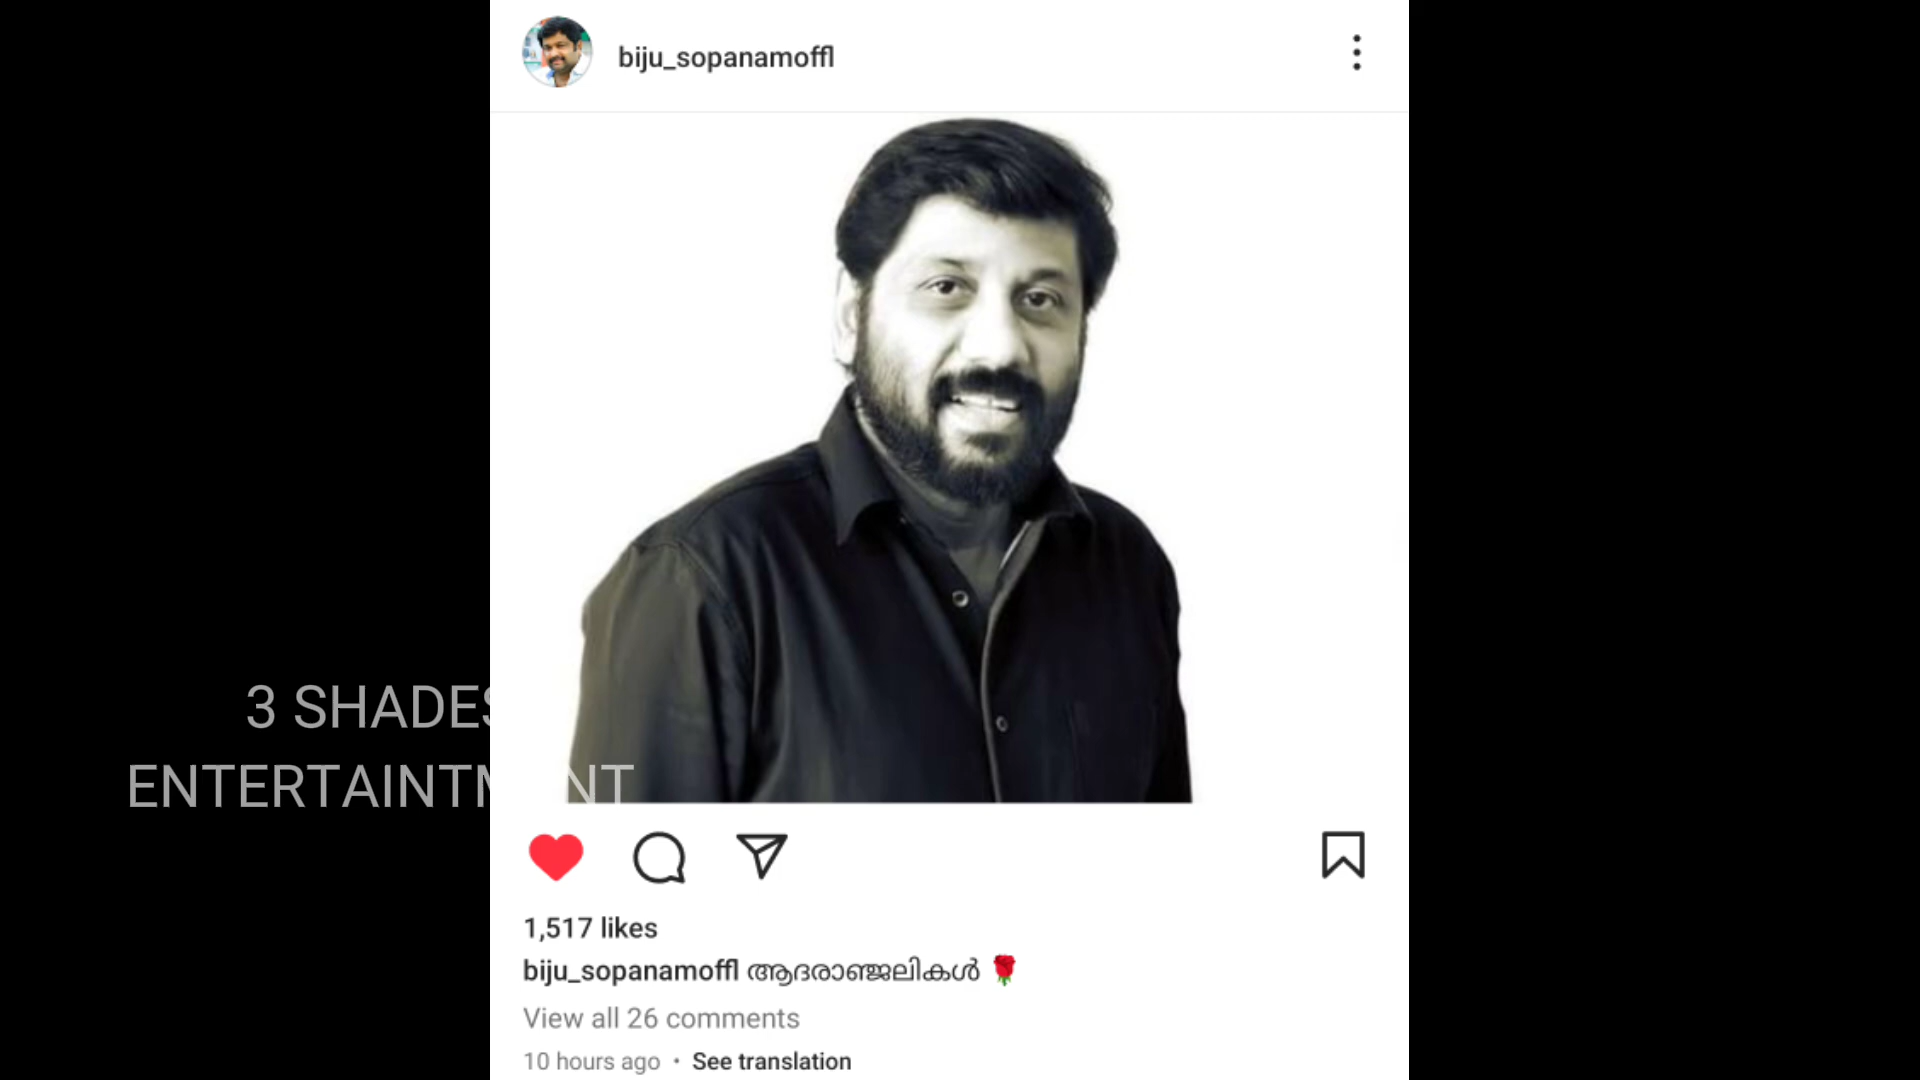 biju_sopanamoffl
3 SHADES
ENTERTAINTMENT
1,517 likes
biju_sopanamoffl ആദരാഞ്ജലികൾ 🌹
View all 26 comments
10 hours ago • See translation